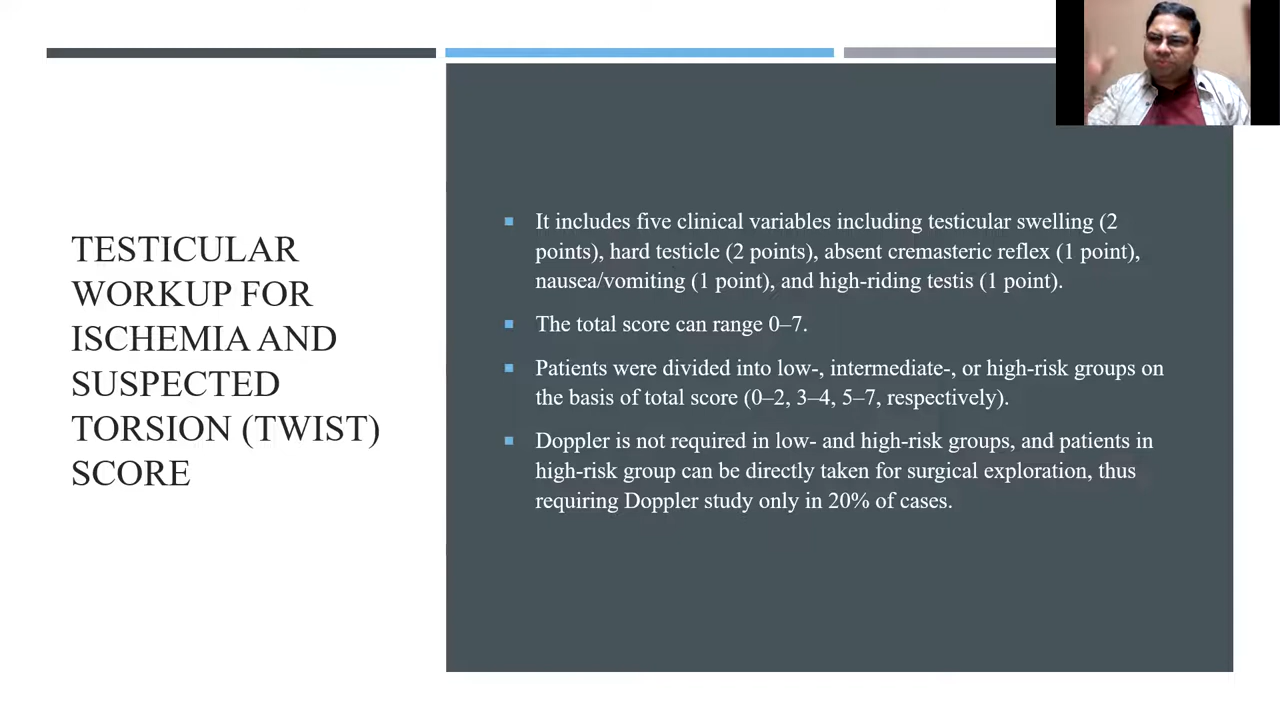 TESTICULAR
WORKUP FOR
ISCHEMIA AND
SUSPECTED
TORSION (TWIST)
SCORE
It includes five clinical variables including testicular swelling (2
points), hard testicle (2 points), absent cremasteric reflex (1 point),
nausea/vomiting (1 point), and high-riding testis (1 point).
The total score can range 0–7.
Patients were divided into low-, intermediate-, or high-risk groups on
the basis of total score (0–2, 3–4, 5–7, respectively).
Doppler is not required in low- and high-risk groups, and patients in
high-risk group can be directly taken for surgical exploration, thus
requiring Doppler study only in 20% of cases.